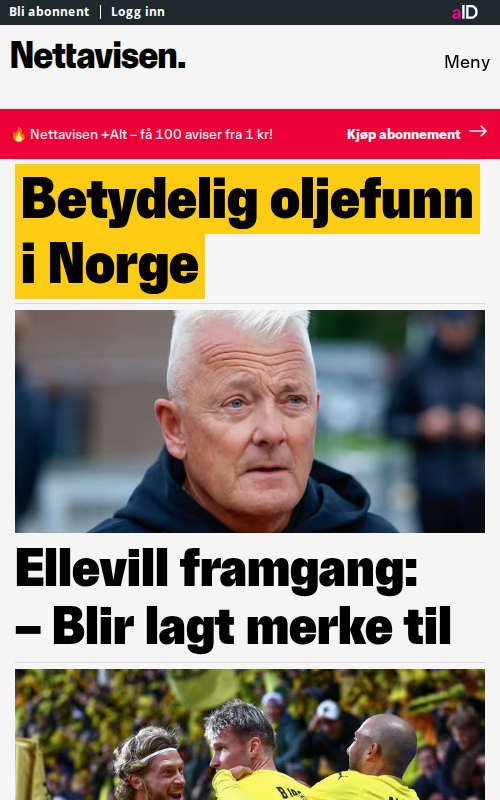 Bli abonnent | Logg inn
aID
Nettavisen.
Meny
🔥 Nettavisen +Alt – få 100 aviser fra 1 kr!
Kjøp abonnement →
Betydelig oljefunn
i Norge
Ellevill framgang:
– Blir lagt merke til